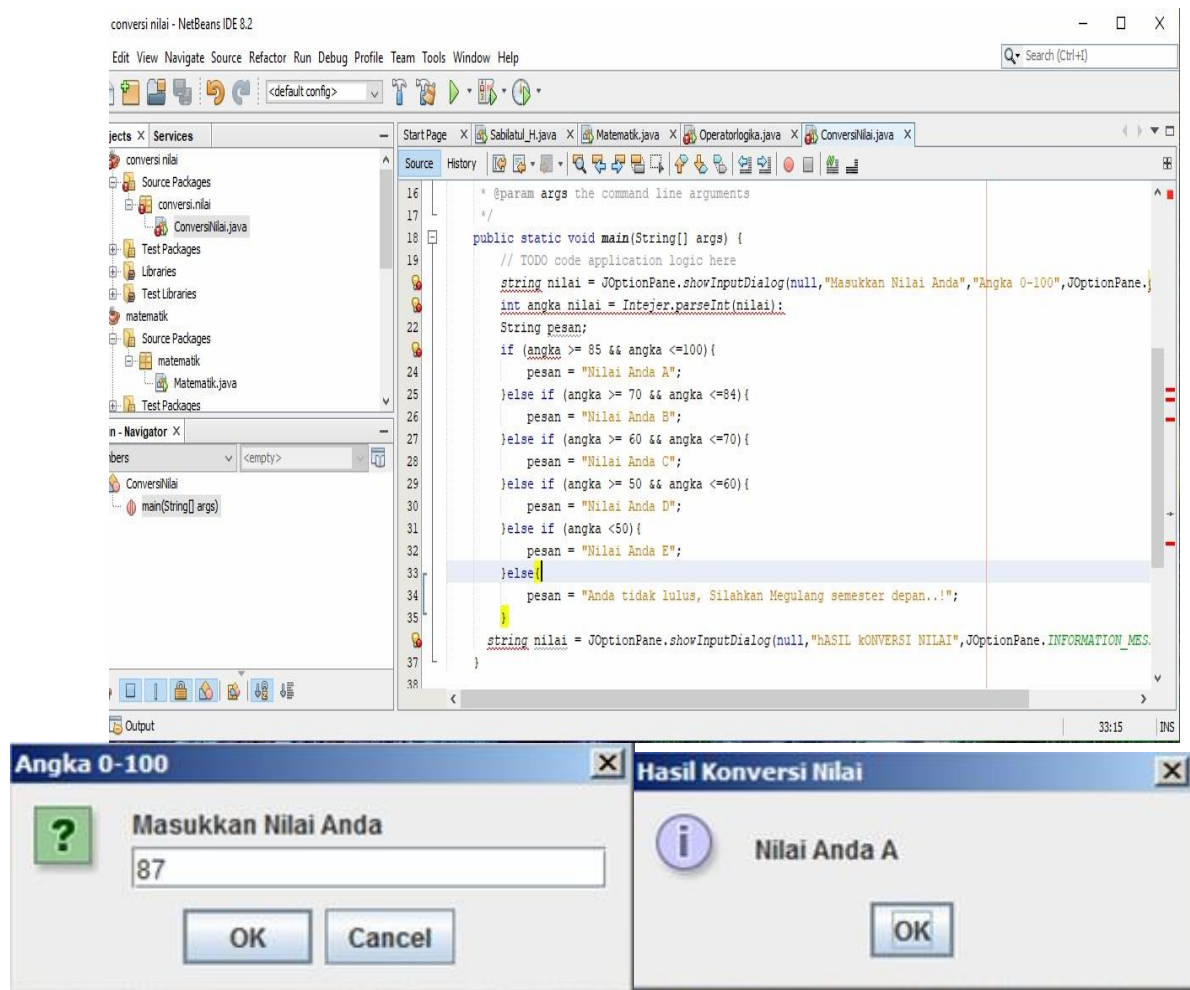 conversi nilai - NetBeans IDE 8.2
Edit View Navigate Source Refactor Run Debug Profile Team Tools Window Help
Search (Ctrl+I)
<default config>
jects X Services
Start Page X Sabilatul_H.java X Matematk.java X Operatorlogika.java X ConversiNilai.java X
conversi nilai
Source Packages
conversi.nilai
ConversiNilai.java
Test Packages
Libraries
Test Libraries
matematik
Source Packages
matematik
Matematk.java
Test Packages
n - Navigator X
bers
<empty>
ConversiNilai
main(String[] args)
Source History
16 * @param args the command line arguments
17 */
18 public static void main(String[] args) {
19 // TODO code application logic here
string nilai = JOptionPane.showInputDialog(null,"Masukkan Nilai Anda","Angka 0-100",JOptionPane.
int angka nilai = Intejer.parseInt(nilai):
22 String pesan;
if (angka >= 85 && angka <=100){
24 pesan = "Nilai Anda A";
25 }else if (angka >= 70 && angka <=84){
26 pesan = "Nilai Anda B";
27 }else if (angka >= 60 && angka <=70){
28 pesan = "Nilai Anda C";
29 }else if (angka >= 50 && angka <=60){
30 pesan = "Nilai Anda D";
31 }else if (angka <50){
32 pesan = "Nilai Anda E";
33 }else{
34 pesan = "Anda tidak lulus, Silahkan Megulang semester depan..!";
35 }
string nilai = JOptionPane.showInputDialog(null,"hASIL kONVERSI NILAI",JOptionPane.INFORMATION_MES
37 }
38
Output
33:15 INS
Angka 0-100
Masukkan Nilai Anda
87
OK Cancel
Hasil Konversi Nilai
Nilai Anda A
OK